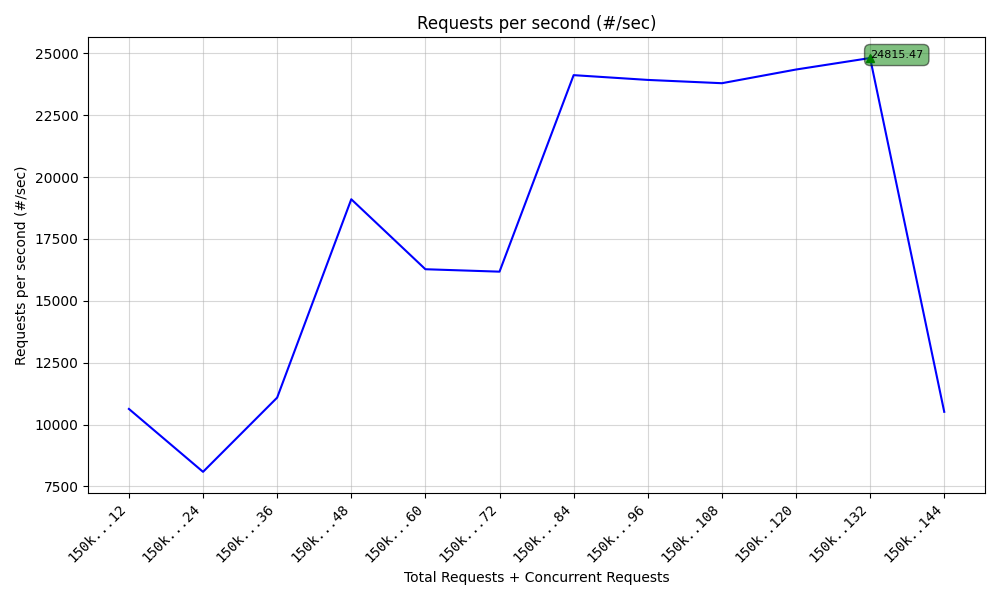 Requests per second (#/sec)
25000
24815.47
22500
20000
17500
15000
12500
10000
7500
Requests per second (#/sec)
150k...12
150k...24
150k...36
150k...48
150k...60
150k...72
150k...84
150k...96
150k..108
150k..120
150k..132
150k..144
Total Requests + Concurrent Requests